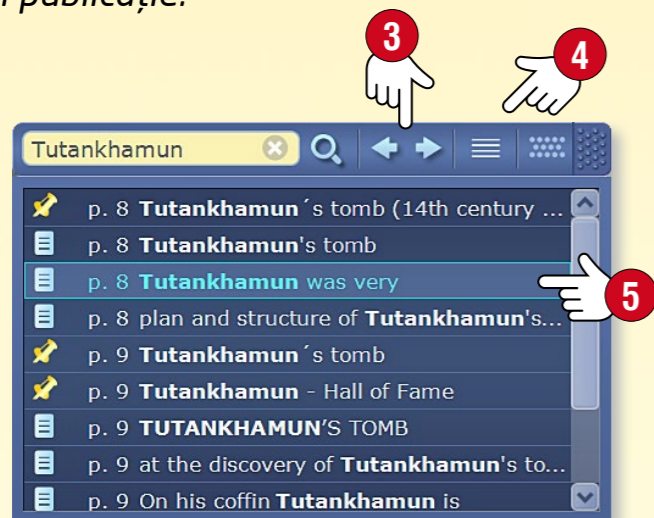 publicație.
3
4
Tutankhamun
p. 8 Tutankhamun´s tomb (14th century ...
p. 8 Tutankhamun's tomb
p. 8 Tutankhamun was very
5
p. 8 plan and structure of Tutankhamun's...
p. 9 Tutankhamun´s tomb
p. 9 Tutankhamun - Hall of Fame
p. 9 TUTANKHAMUN’S TOMB
p. 9 at the discovery of Tutankhamun's to...
p. 9 On his coffin Tutankhamun is